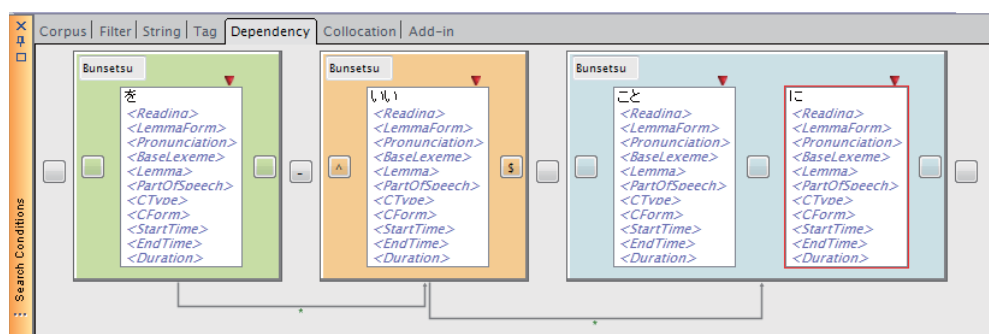 Corpus Filter String Tag Dependency Collocation Add-in
Search Conditions
Bunsetsu
を
<Reading>
<LemmaForm>
<Pronunciation>
<BaseLexeme>
<Lemma>
<PartOfSpeech>
<CType>
<CForm>
<StartTime>
<EndTime>
<Duration>
-
Bunsetsu
^
いい
<Reading>
<LemmaForm>
<Pronunciation>
<BaseLexeme>
<Lemma>
<PartOfSpeech>
<CType>
<CForm>
<StartTime>
<EndTime>
<Duration>
$
Bunsetsu
こと
<Reading>
<LemmaForm>
<Pronunciation>
<BaseLexeme>
<Lemma>
<PartOfSpeech>
<CType>
<CForm>
<StartTime>
<EndTime>
<Duration>
に
<Reading>
<LemmaForm>
<Pronunciation>
<BaseLexeme>
<Lemma>
<PartOfSpeech>
<CType>
<CForm>
<StartTime>
<EndTime>
<Duration>
*
*